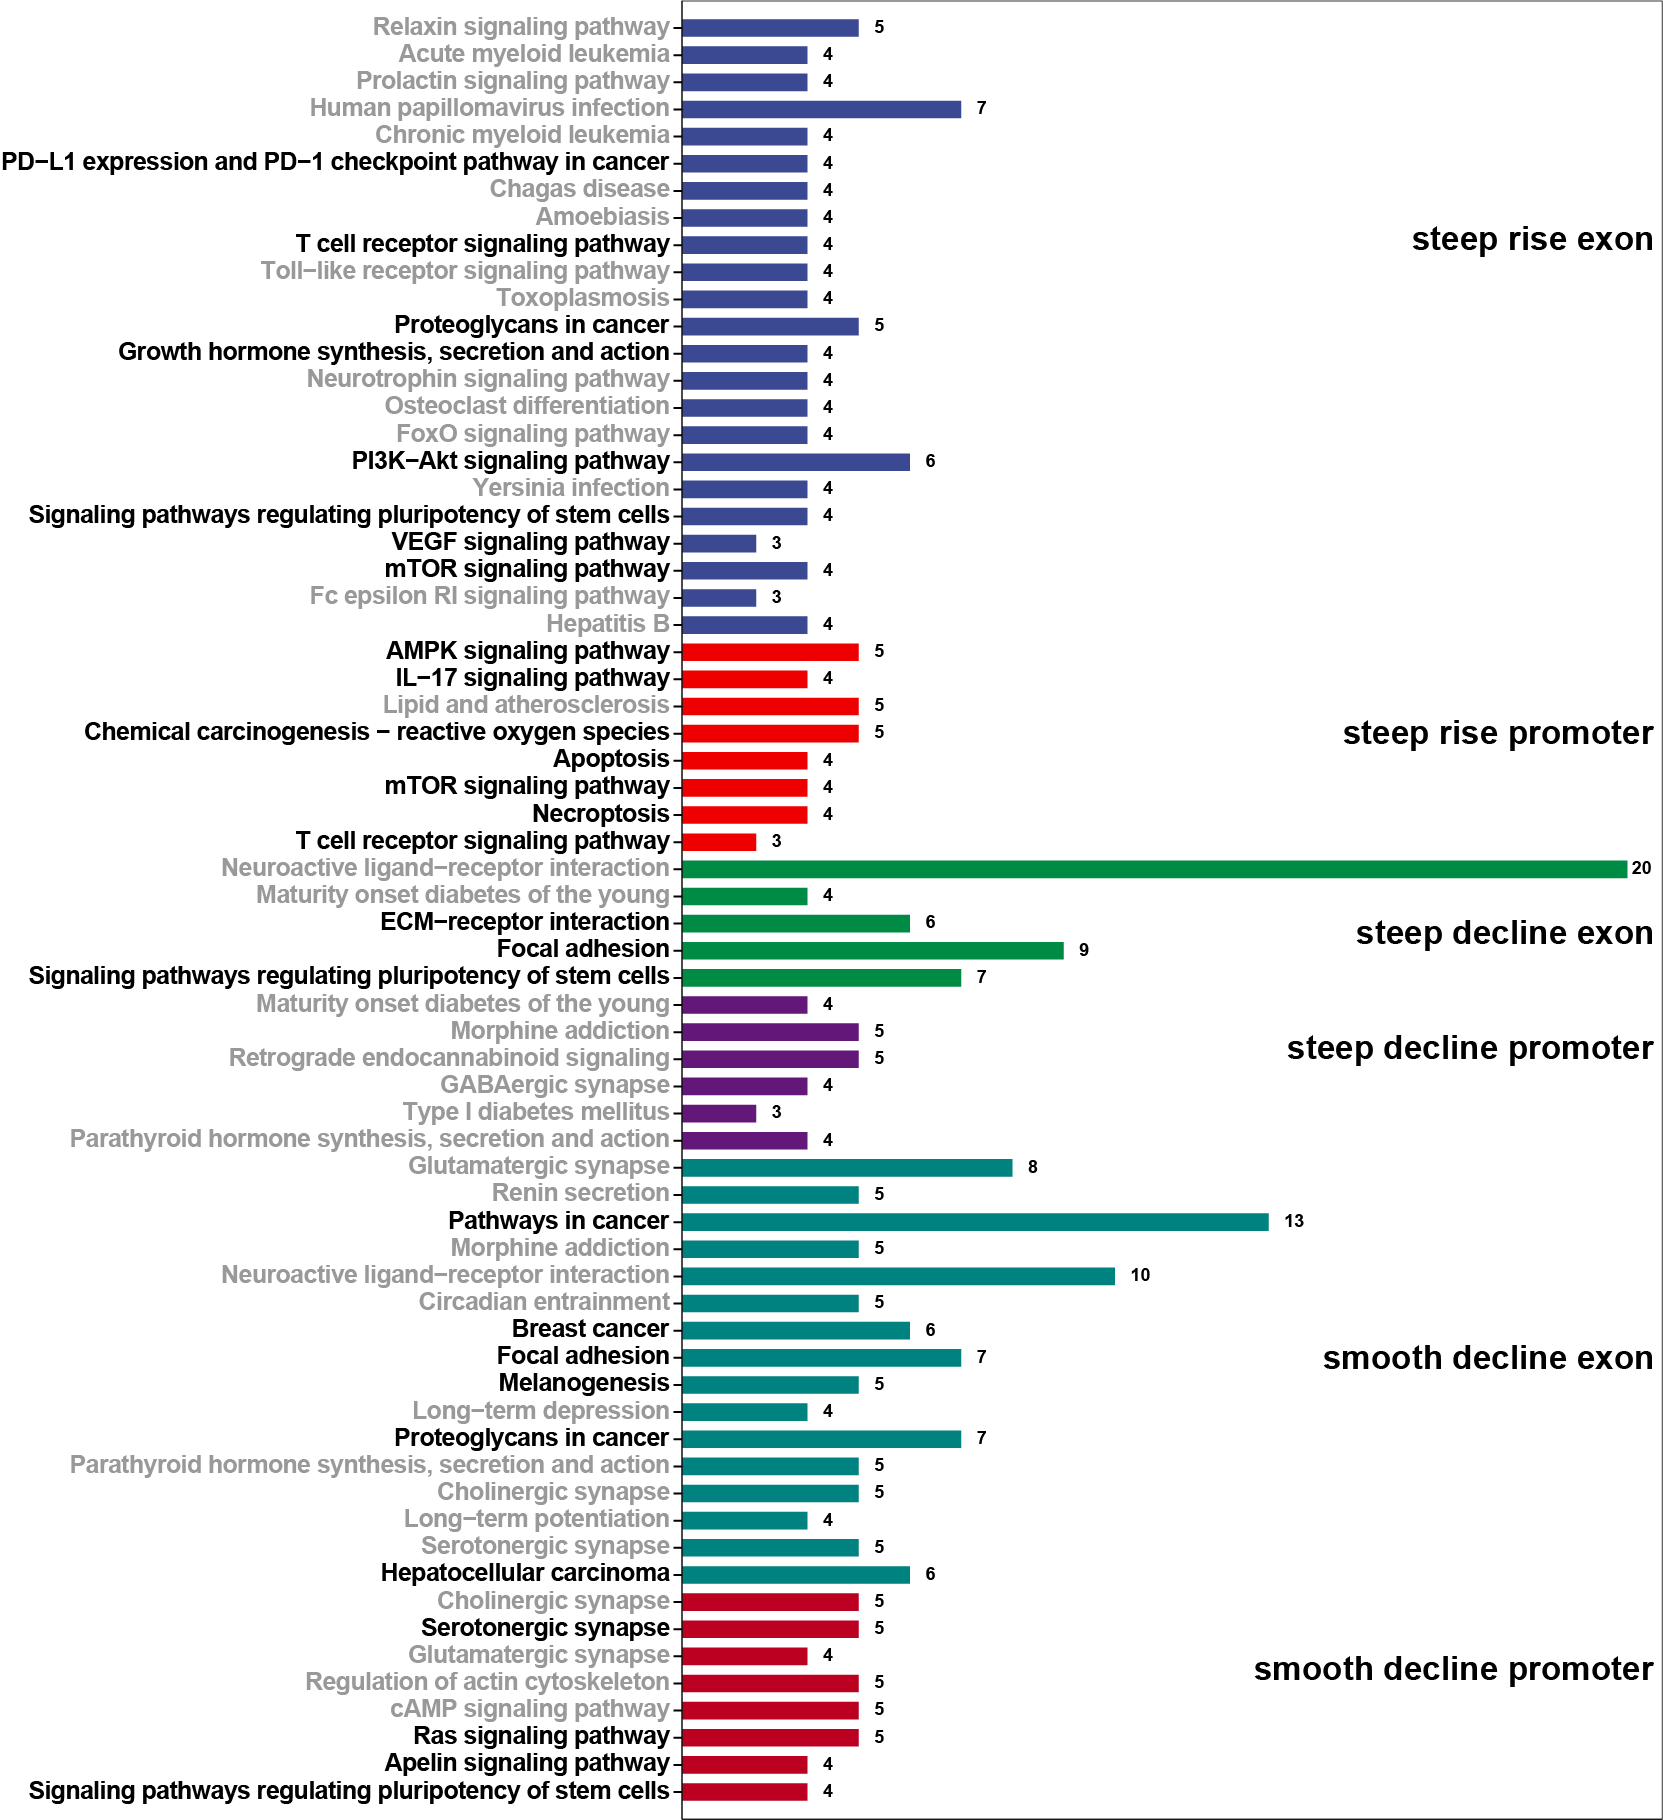 Relaxin signaling pathway 5
Acute myeloid leukemia 4
Prolactin signaling pathway 4
Human papillomavirus infection 7
Chronic myeloid leukemia 4
PD−L1 expression and PD−1 checkpoint pathway in cancer 4
Chagas disease 4
Amoebiasis 4
T cell receptor signaling pathway 4
steep rise exon
Toll−like receptor signaling pathway 4
Toxoplasmosis 4
Proteoglycans in cancer 5
Growth hormone synthesis, secretion and action 4
Neurotrophin signaling pathway 4
Osteoclast differentiation 4
FoxO signaling pathway 4
PI3K−Akt signaling pathway 6
Yersinia infection 4
Signaling pathways regulating pluripotency of stem cells 4
VEGF signaling pathway 3
mTOR signaling pathway 4
Fc epsilon RI signaling pathway 3
Hepatitis B 4
AMPK signaling pathway 5
IL−17 signaling pathway 4
Lipid and atherosclerosis 5
Chemical carcinogenesis − reactive oxygen species 5
steep rise promoter
Apoptosis 4
mTOR signaling pathway 4
Necroptosis 4
T cell receptor signaling pathway 3
Neuroactive ligand−receptor interaction 20
Maturity onset diabetes of the young 4
ECM−receptor interaction 6
steep decline exon
Focal adhesion 9
Signaling pathways regulating pluripotency of stem cells 7
Maturity onset diabetes of the young 4
Morphine addiction 5
steep decline promoter
Retrograde endocannabinoid signaling 5
GABAergic synapse 4
Type I diabetes mellitus 3
Parathyroid hormone synthesis, secretion and action 4
Glutamatergic synapse 8
Renin secretion 5
Pathways in cancer 13
Morphine addiction 5
Neuroactive ligand−receptor interaction 10
Circadian entrainment 5
Breast cancer 6
Focal adhesion 7
smooth decline exon
Melanogenesis 5
Long−term depression 4
Proteoglycans in cancer 7
Parathyroid hormone synthesis, secretion and action 5
Cholinergic synapse 5
Long−term potentiation 4
Serotonergic synapse 5
Hepatocellular carcinoma 6
Cholinergic synapse 5
Serotonergic synapse 5
Glutamatergic synapse 4
smooth decline promoter
Regulation of actin cytoskeleton 5
cAMP signaling pathway 5
Ras signaling pathway 5
Apelin signaling pathway 4
Signaling pathways regulating pluripotency of stem cells 4